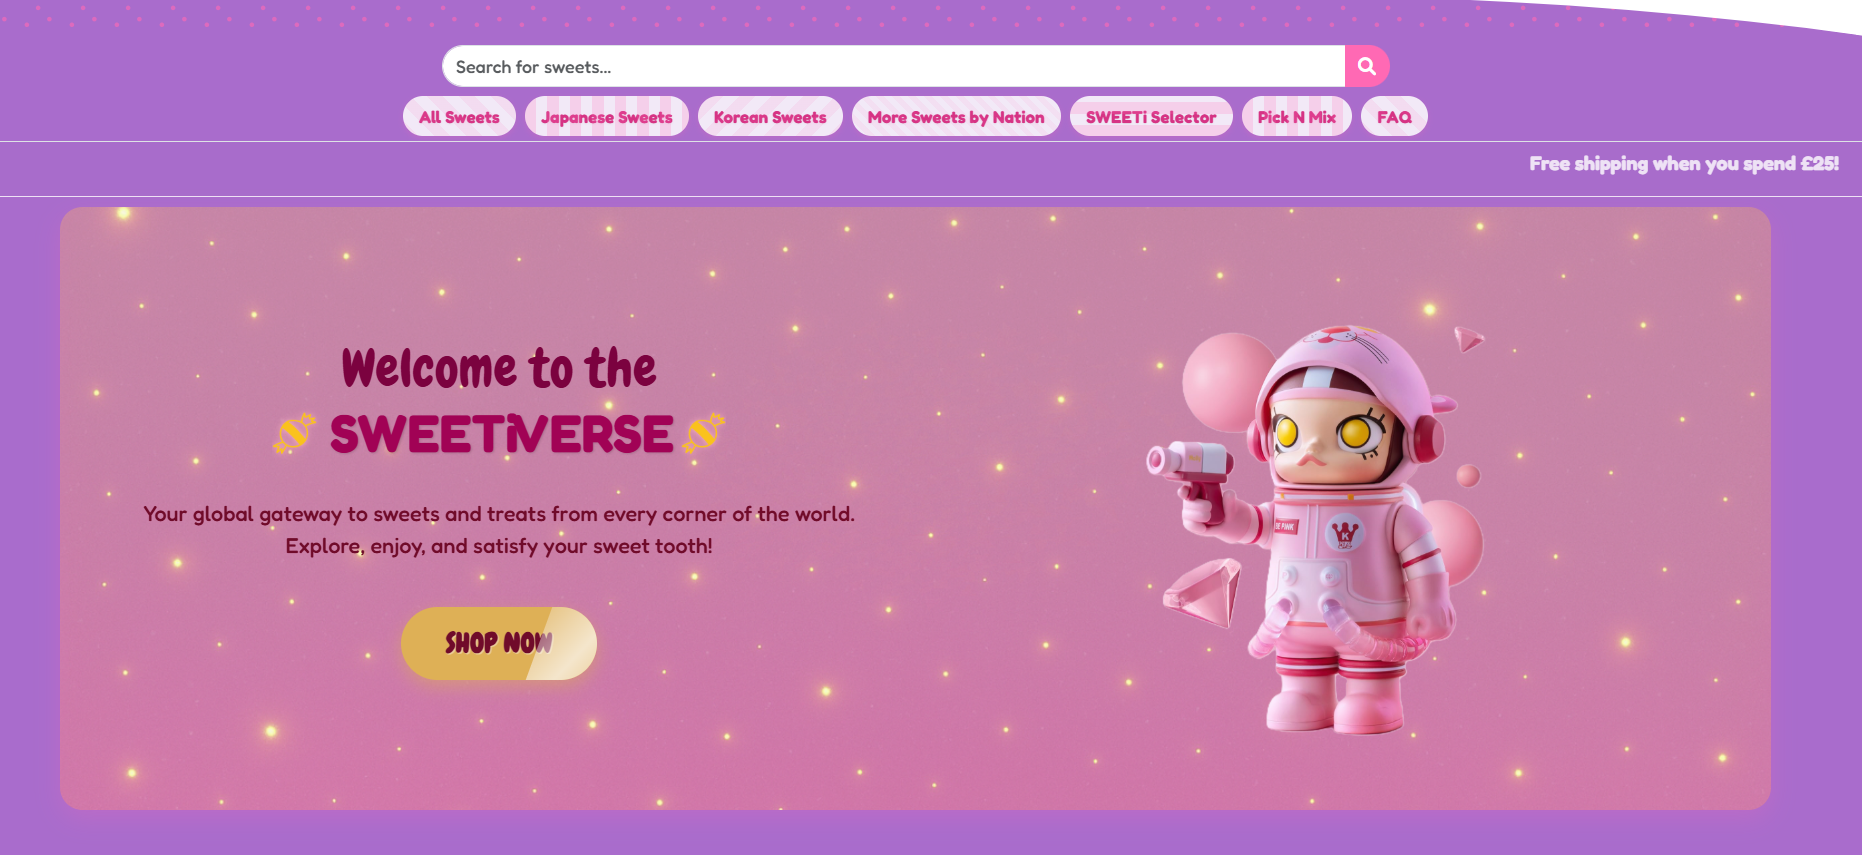 Search for sweets...
All Sweets
Japanese Sweets
Korean Sweets
More Sweets by Nation
SWEETi Selector
Pick N Mix
FAQ
Free shipping when you spend £25!
Welcome to the
SWEETiVERSE
Your global gateway to sweets and treats from every corner of the world.
Explore, enjoy, and satisfy your sweet tooth!
SHOP NOW
K